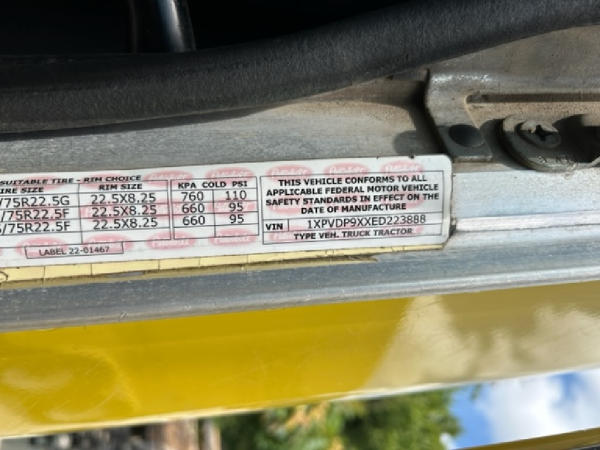 SUITABLE TIRE - RIM CHOICE
RIM SIZE KPA COLD PSI
/75R22.5G 22.5X8.25 760 110
/75R22.5F 22.5X8.25 660 95
/75R22.5F 22.5X8.25 660 95
LABEL 22-01467
THIS VEHICLE CONFORMS TO ALL
APPLICABLE FEDERAL MOTOR VEHICLE
SAFETY STANDARDS IN EFFECT ON THE
DATE OF MANUFACTURE
VIN 1XPVDP9XXED223888
TYPE VEH. TRUCK TRACTOR